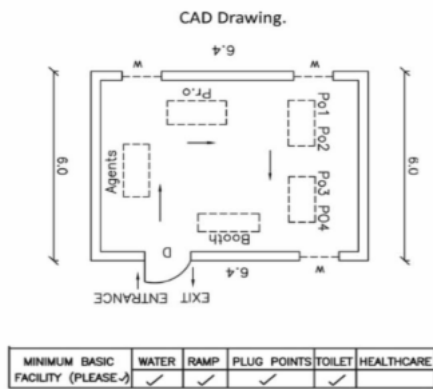 CAD Drawing.
6.4
W
W
Pr.o
Po1 Po2
6.0
Agents
6.0
Po3 PO4
Booth
D
6.4
W
EXIT ENTRANCE
MINIMUM BASIC FACILITY (PLEASE✓) WATER RAMP PLUG POINTS TOILET HEALTHCARE
✓ ✓ ✓ ✓